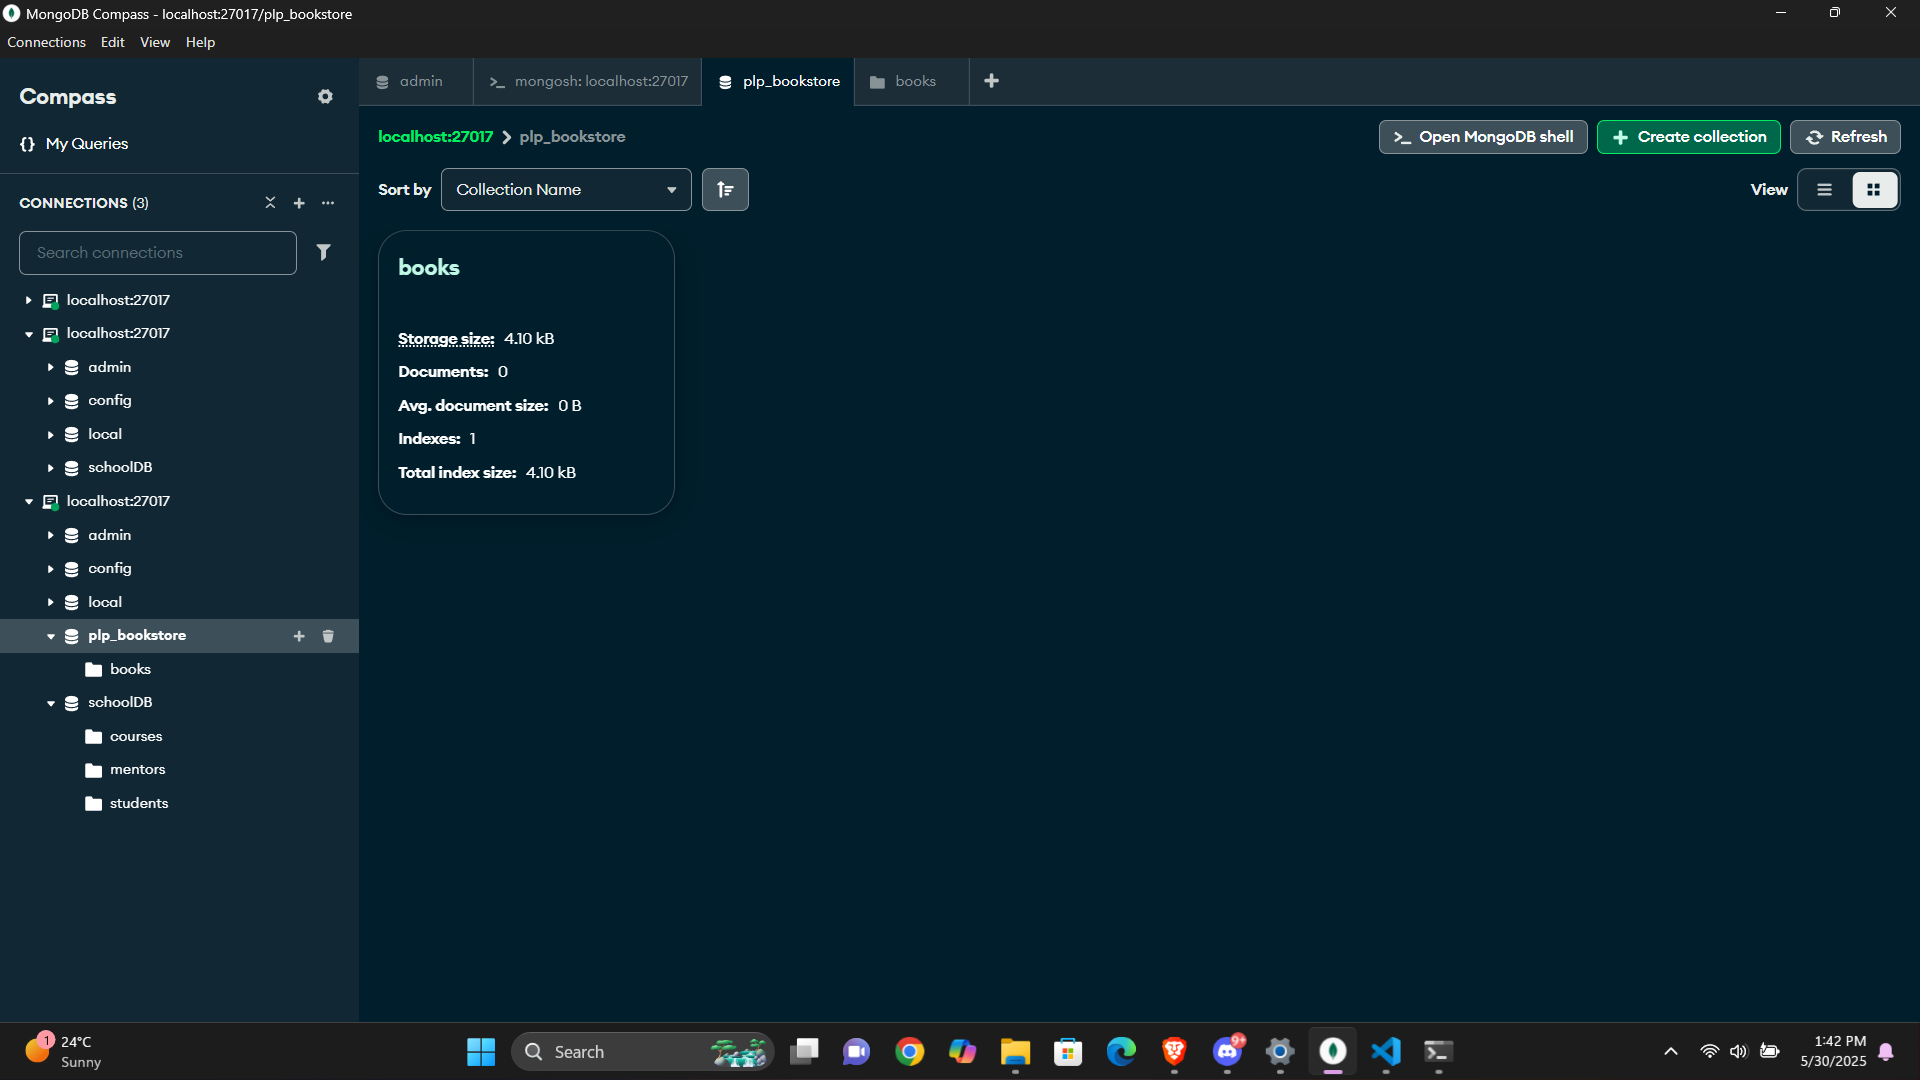 MongoDB Compass - localhost:27017/plp_bookstore
Connections Edit View Help
Compass
My Queries
CONNECTIONS (3)
Search connections
localhost:27017
localhost:27017
admin
config
local
schoolDB
localhost:27017
admin
config
local
plp_bookstore
books
schoolDB
courses
mentors
students
admin
mongosh: localhost:27017
plp_bookstore
books
localhost:27017 > plp_bookstore
Open MongoDB shell
Create collection
Refresh
Sort by Collection Name
View
books
Storage size: 4.10 kB
Documents: 0
Avg. document size: 0 B
Indexes: 1
Total index size: 4.10 kB
1
24°C
Sunny
Search
9+
1:42 PM
5/30/2025